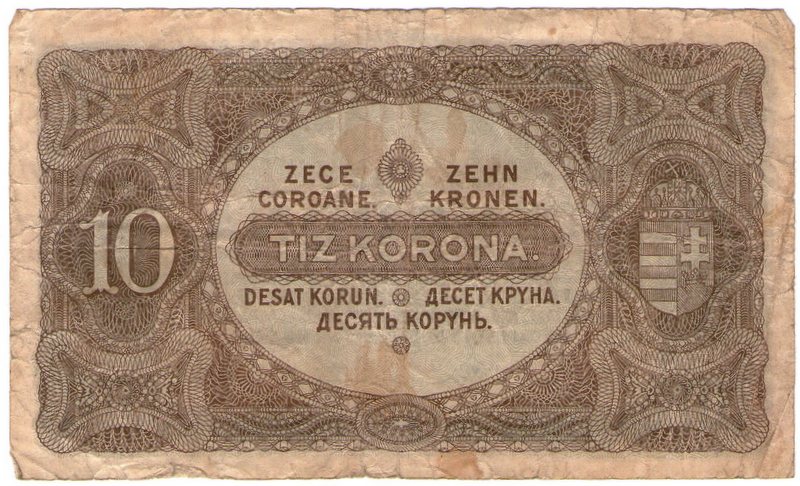 ZECE ZEHN
COROANE. KRONEN.
10 TIZ KORONA.
DESAT KORUN. ДЕСЕТ КРУНА.
ДЕСЯТЬ КОРУНЬ.